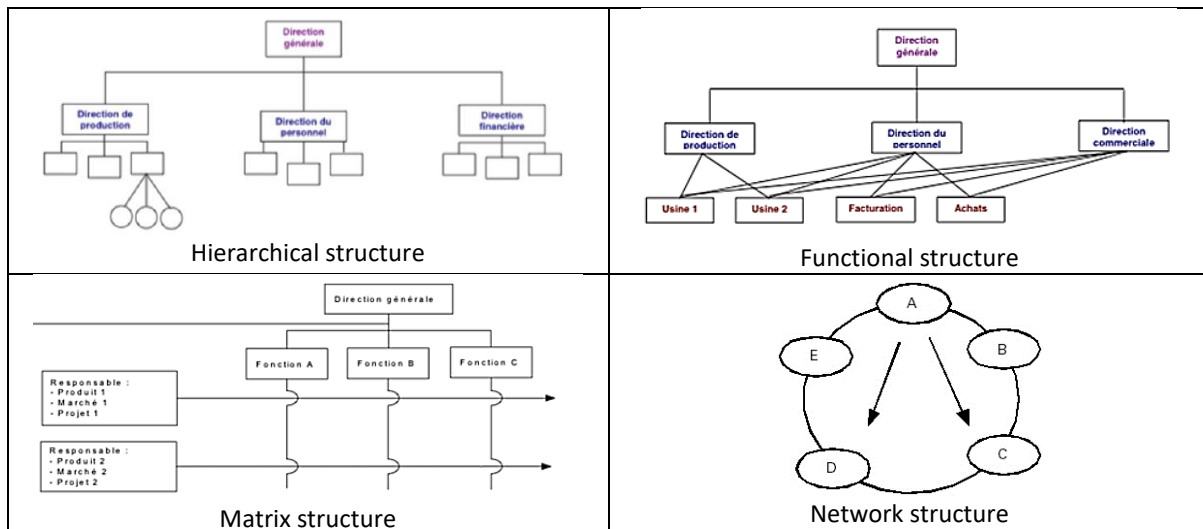 Direction
générale
Direction de
production
Direction du
personnel
Direction
financière
Hierarchical structure
Direction
générale
Direction de
production
Direction du
personnel
Direction
commerciale
Usine 1
Usine 2
Facturation
Achats
Functional structure
Direction générale
Fonction A
Fonction B
Fonction C
Responsable :
- Produit 1
- Marché 1
- Projet 1
Responsable :
- Produit 2
- Marché 2
- Projet 2
Matrix structure
A
E
B
D
C
Network structure